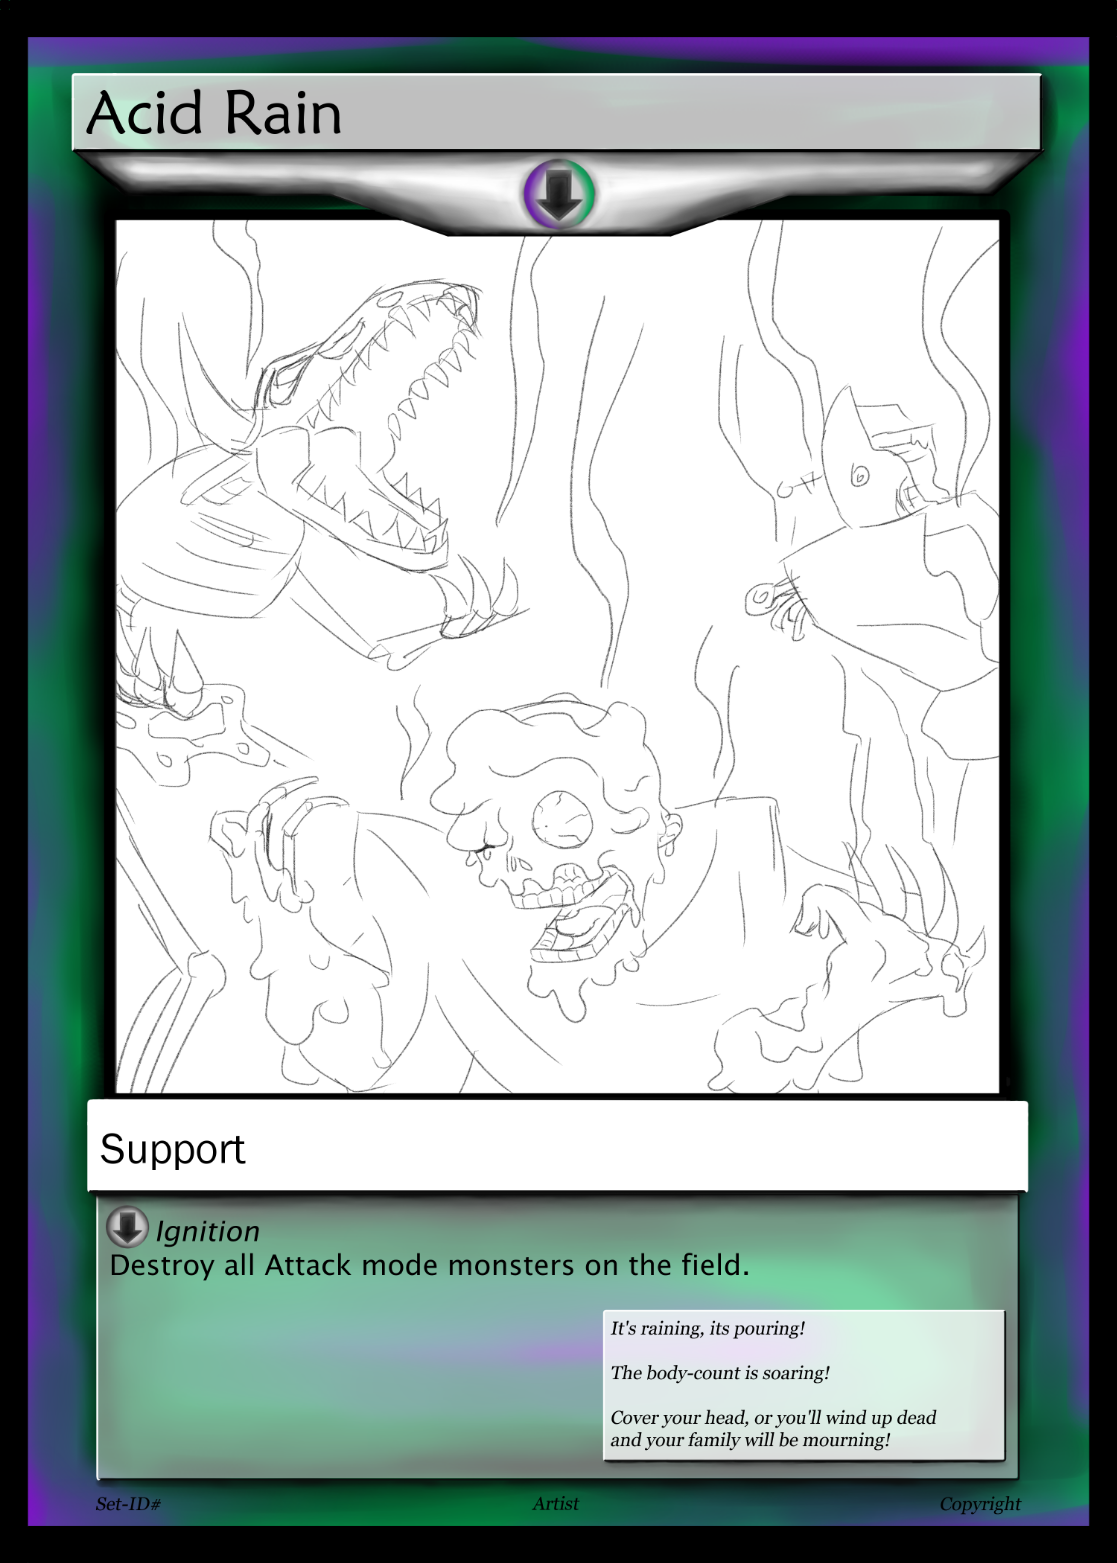 Acid Rain
Support
Ignition
Destroy all Attack mode monsters on the field.
It's raining, its pouring!
The body-count is soaring!
Cover your head, or you'll wind up dead
and your family will be mourning!
Set-ID#
Artist
Copyright